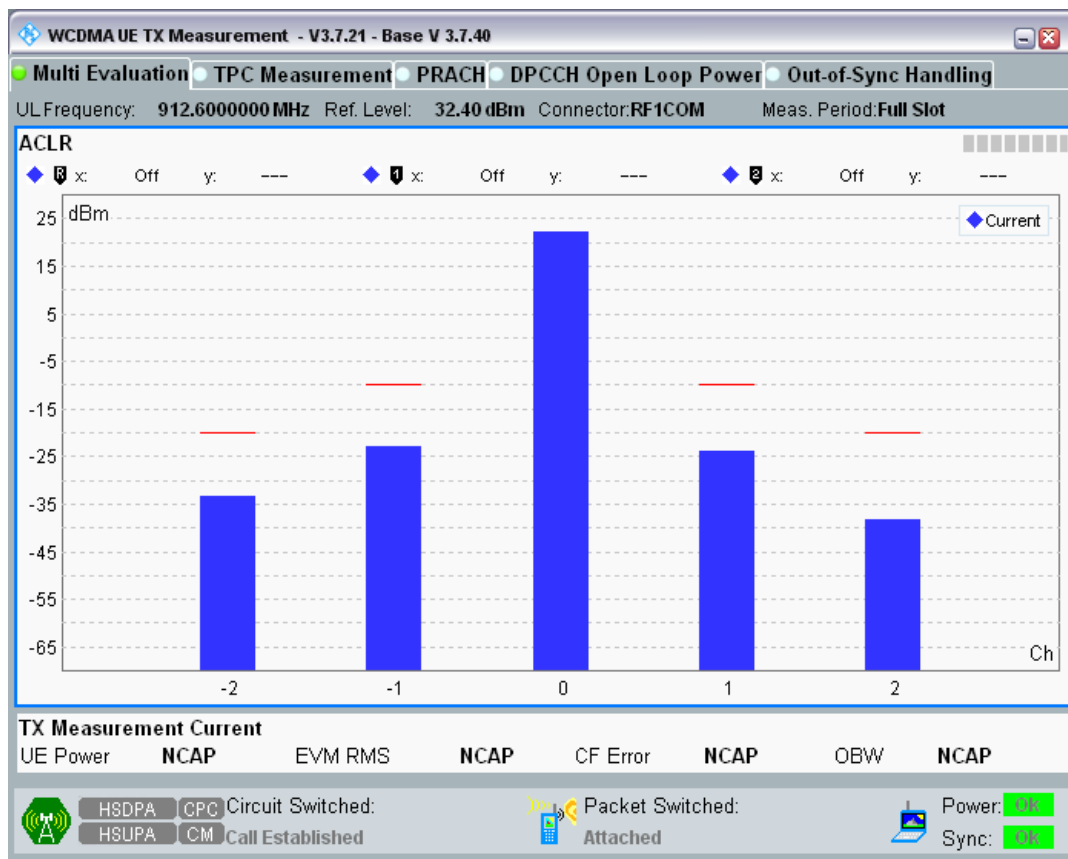 WCDMA UE TX Measurement - V3.7.21 - Base V 3.7.40
Multi Evaluation TPC Measurement PRACH DPCCH Open Loop Power Out-of-Sync Handling
UL Frequency: 912.6000000 MHz Ref. Level: 32.40 dBm Connector:RF1COM Meas. Period:Full Slot
ACLR
R x: Off y: --- 1 x: Off y: --- 2 x: Off y: ---
dBm
Current
25
15
5
-5
-15
-25
-35
-45
-55
-65
Ch
-2 -1 0 1 2
TX Measurement Current
UE Power NCAP EVM RMS NCAP CF Error NCAP OBW NCAP
HSDPA CPC Circuit Switched: Packet Switched: Power: OK
HSUPA CM Call Established Attached Sync: OK